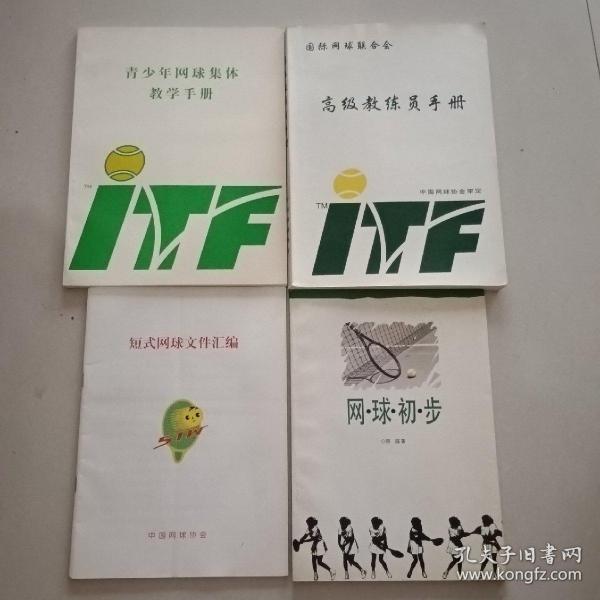 青少年网球集体
教学手册
TM
ITF
国际网球联合会
高级教练员手册
中国网球协会审定
TM
ITF
短式网球文件汇编
中国网球协会
网·球·初·步
孔夫子旧书网
www.kongfz.com